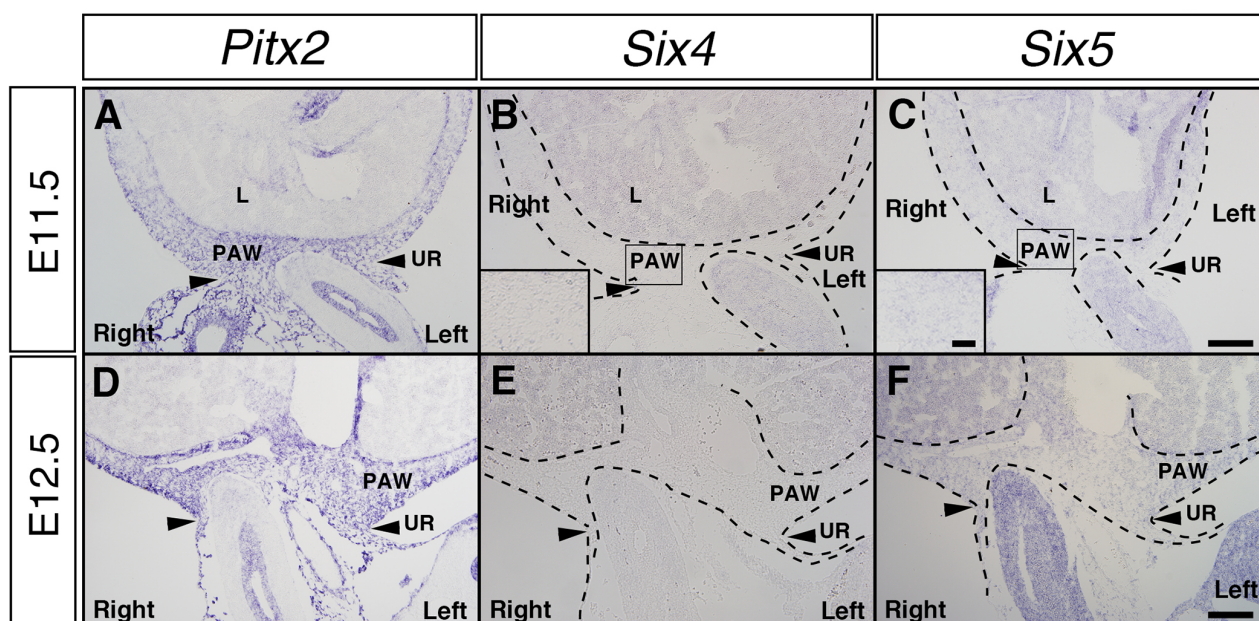 Pitx2 Six4 Six5
E11.5
A
L
PAW
UR
Right
Left
B
L
Right
PAW
UR
Left
C
L
Right
Left
PAW
UR
E12.5
D
PAW
UR
Right
Left
E
PAW
UR
Right
Left
F
PAW
UR
Right
Left